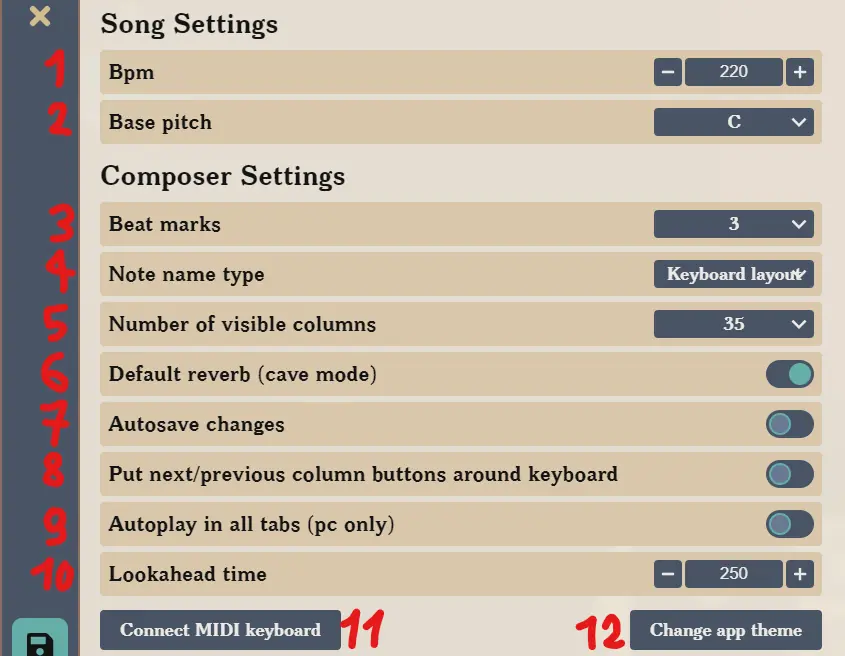 Song Settings
1 Bpm − 220 +
2 Base pitch C
Composer Settings
3 Beat marks 3
4 Note name type Keyboard layout
5 Number of visible columns 35
6 Default reverb (cave mode)
7 Autosave changes
8 Put next/previous column buttons around keyboard
9 Autoplay in all tabs (pc only)
10 Lookahead time − 250 +
Connect MIDI keyboard 11 12 Change app theme